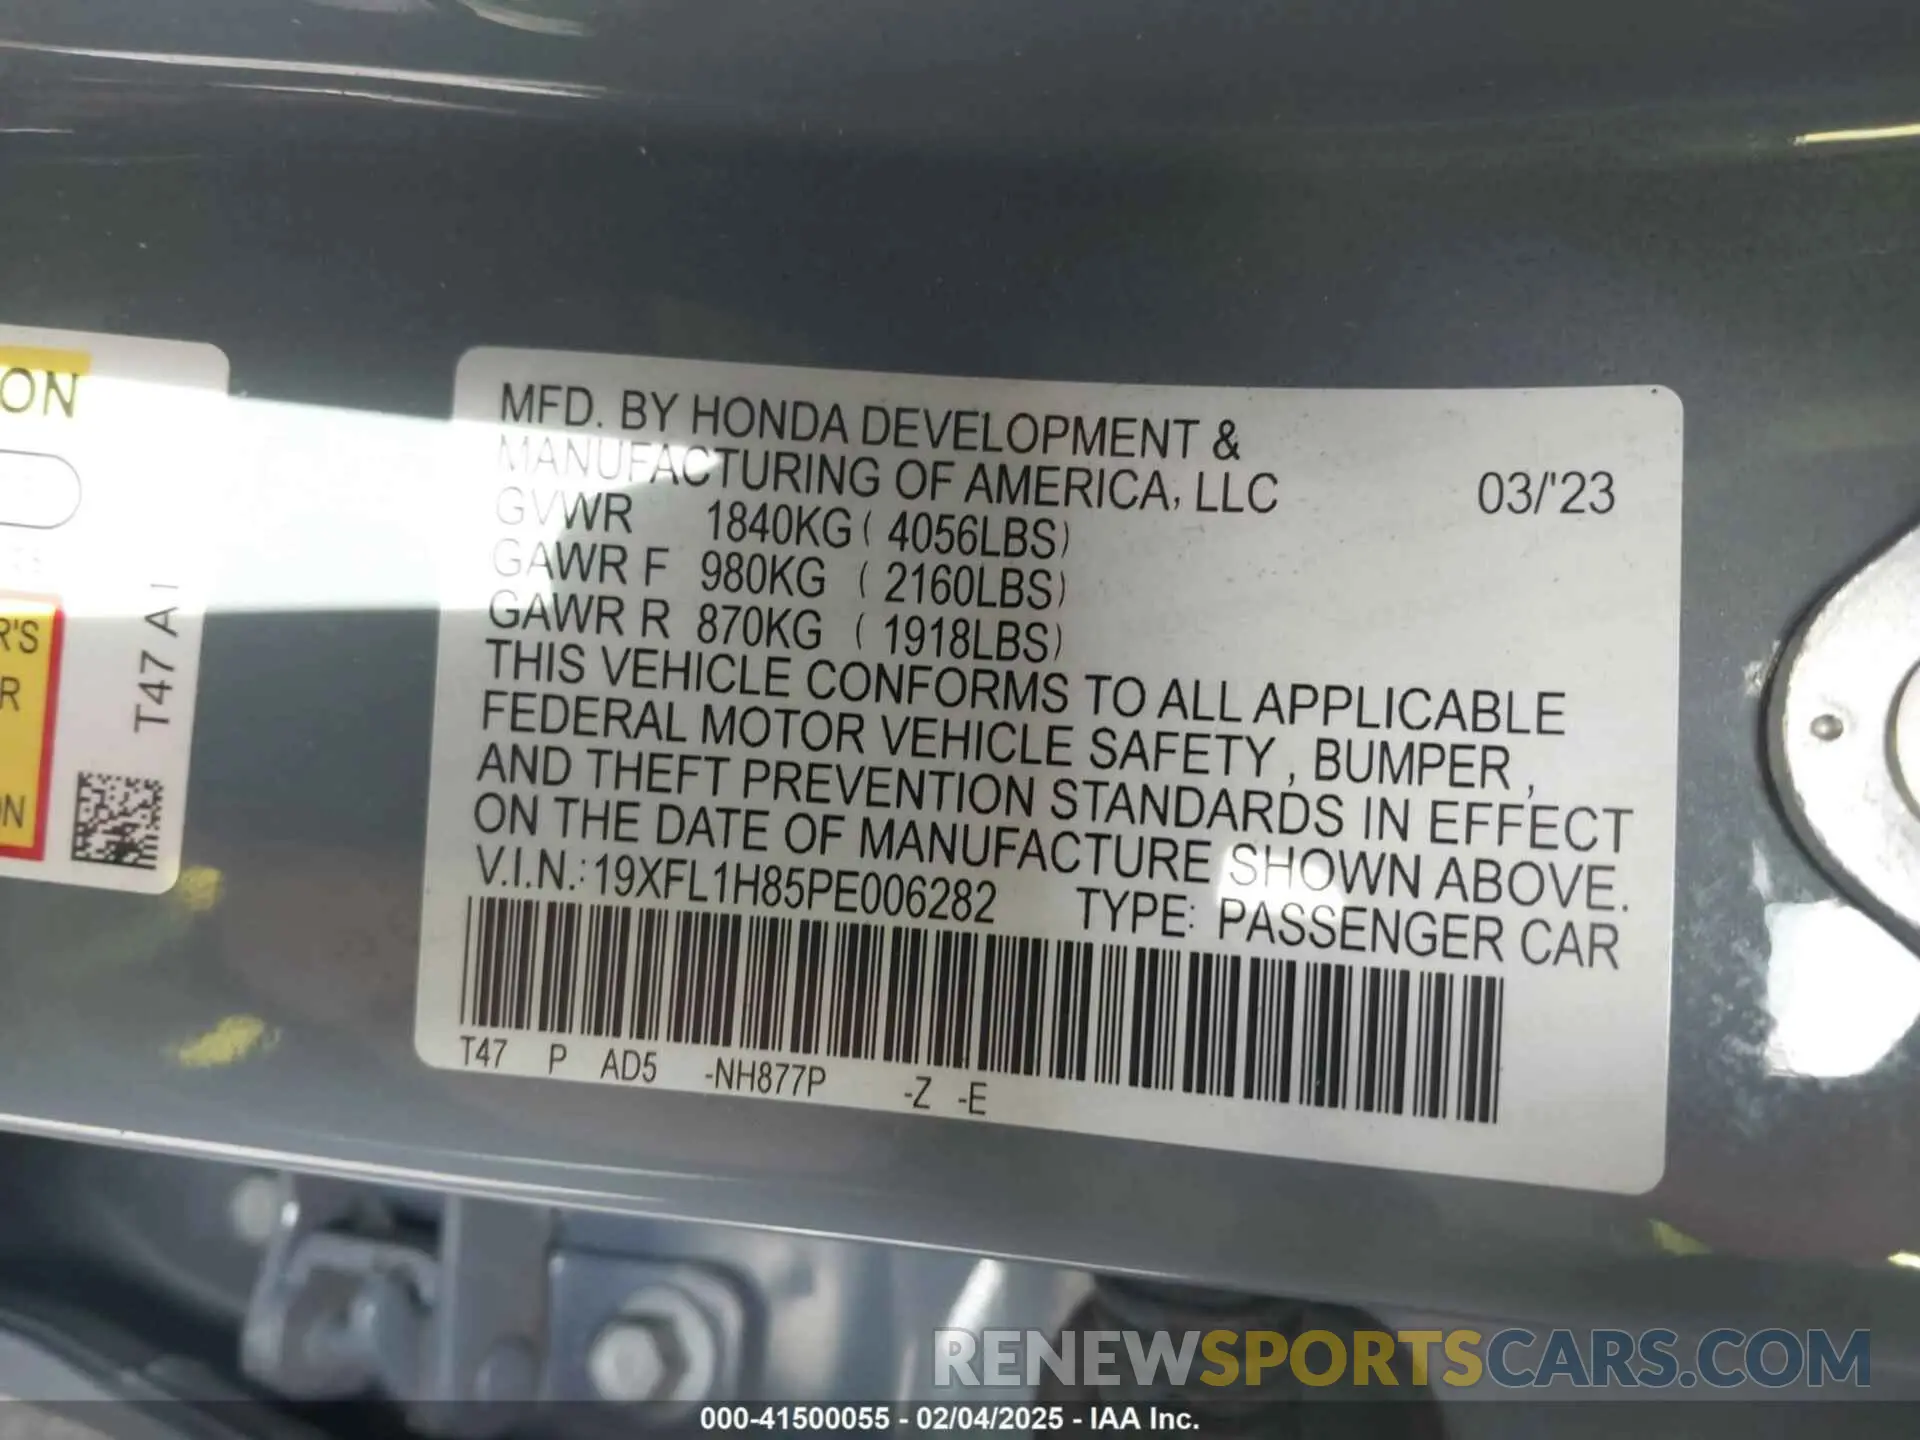 ON
R'S
R
ON
T47 A1
MFD. BY HONDA DEVELOPMENT &
MANUFACTURING OF AMERICA, LLC 03/'23
GVWR 1840KG ( 4056LBS)
GAWR F 980KG ( 2160LBS)
GAWR R 870KG ( 1918LBS)
THIS VEHICLE CONFORMS TO ALL APPLICABLE
FEDERAL MOTOR VEHICLE SAFETY , BUMPER ,
AND THEFT PREVENTION STANDARDS IN EFFECT
ON THE DATE OF MANUFACTURE SHOWN ABOVE.
V.I.N.: 19XFL1H85PE006282 TYPE: PASSENGER CAR
T47 P AD5 -NH877P -Z -E
RENEWSPORTSCARS.COM
000-41500055 - 02/04/2025 - IAA Inc.